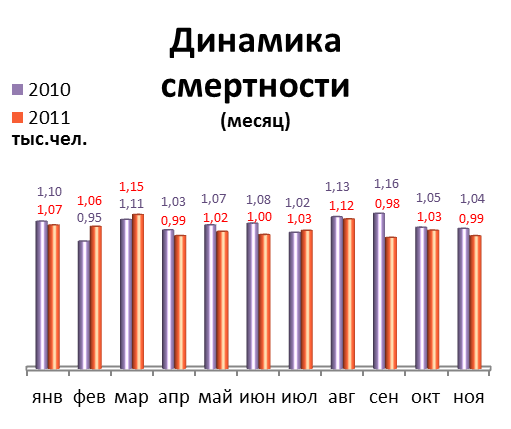 Динамика
смертности
(месяц)
2010
2011
тыс.чел.
1,10 1,06 1,15 1,03 1,07 1,08 1,02 1,13 1,16 1,05 1,04
1,07 0,95 1,11 0,99 1,02 1,00 1,03 1,12 0,98 1,03 0,99
янв фев мар апр май июн июл авг сен окт ноя